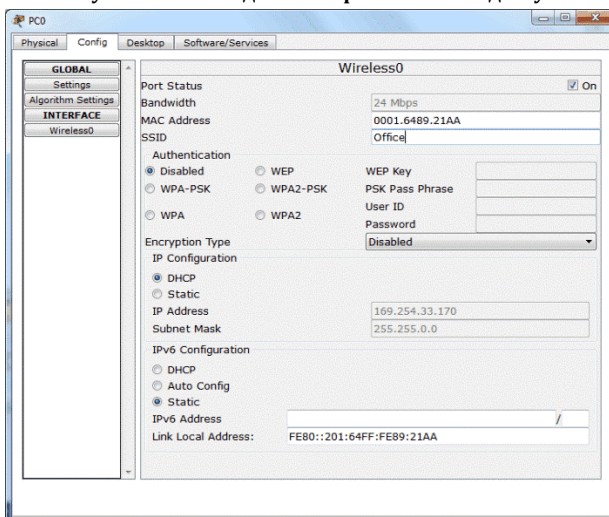 PC0
Physical Config Desktop Software/Services
GLOBAL
Settings
Algorithm Settings
INTERFACE
Wireless0
Wireless0
Port Status On
Bandwidth 24 Mbps
MAC Address 0001.6489.21AA
SSID Office
Authentication
Disabled WEP WEP Key
WPA-PSK WPA2-PSK PSK Pass Phrase
WPA WPA2 User ID
Password
Encryption Type Disabled
IP Configuration
DHCP
Static
IP Address 169.254.33.170
Subnet Mask 255.255.0.0
IPv6 Configuration
DHCP
Auto Config
Static
IPv6 Address /
Link Local Address: FE80::201:64FF:FE89:21AA